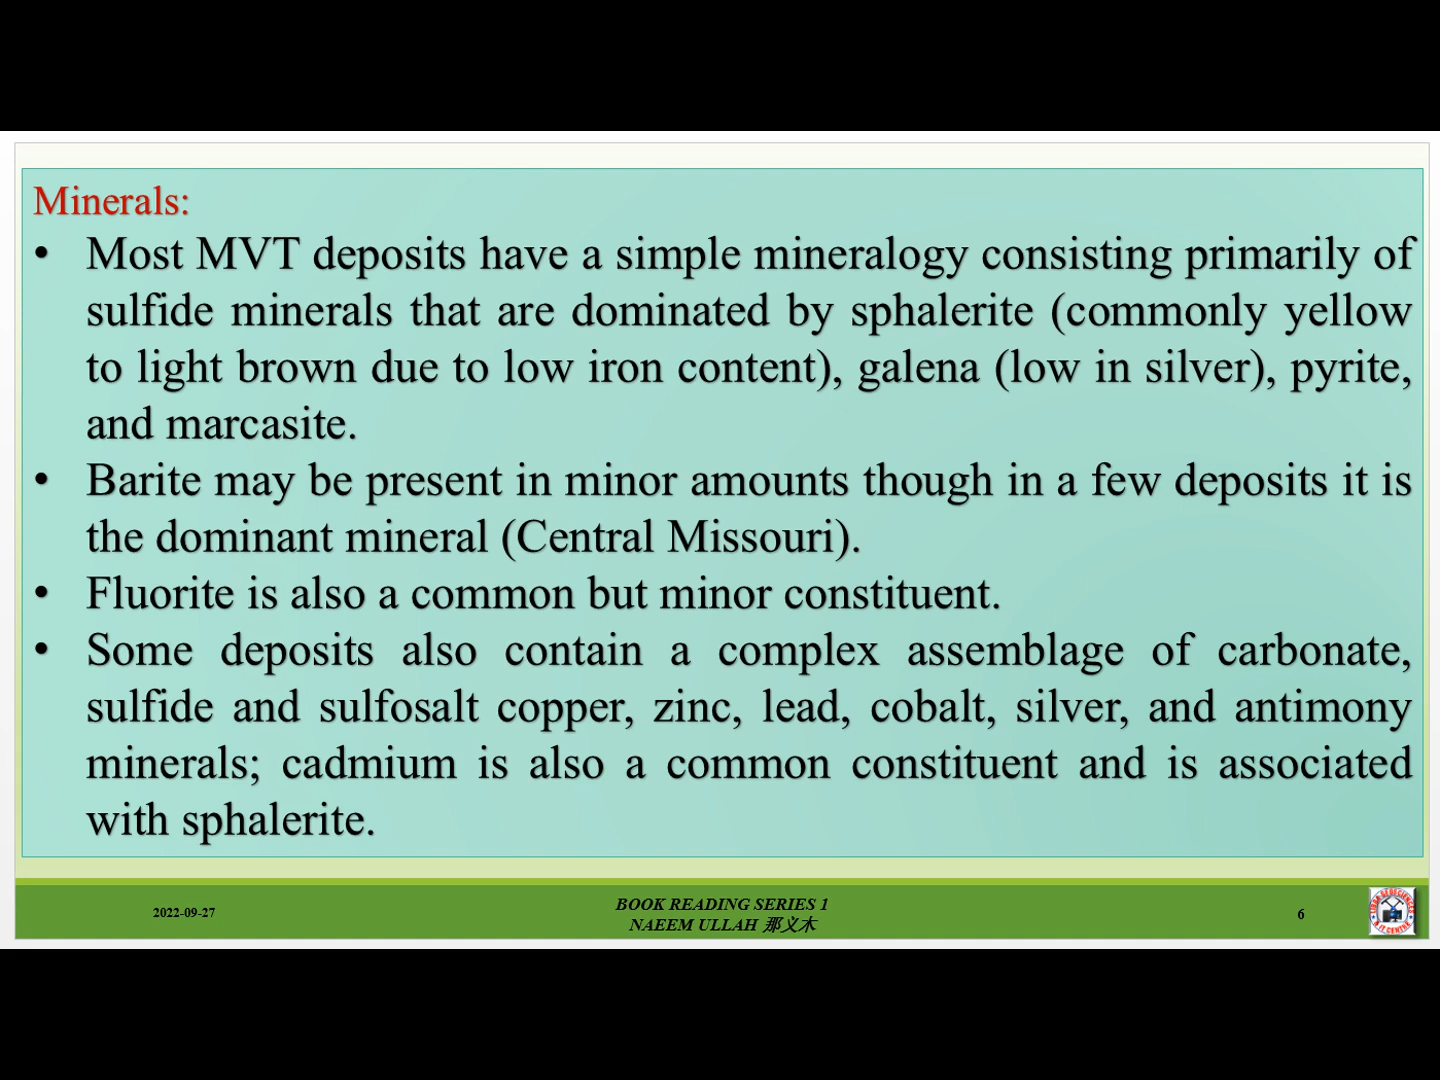 Minerals:
• Most MVT deposits have a simple mineralogy consisting primarily of
sulfide minerals that are dominated by sphalerite (commonly yellow
to light brown due to low iron content), galena (low in silver), pyrite,
and marcasite.
• Barite may be present in minor amounts though in a few deposits it is
the dominant mineral (Central Missouri).
• Fluorite is also a common but minor constituent.
• Some deposits also contain a complex assemblage of carbonate,
sulfide and sulfosalt copper, zinc, lead, cobalt, silver, and antimony
minerals; cadmium is also a common constituent and is associated
with sphalerite.
2022-09-27
BOOK READING SERIES 1
NAEEM ULLAH 那义木
6
& IT CENTRE